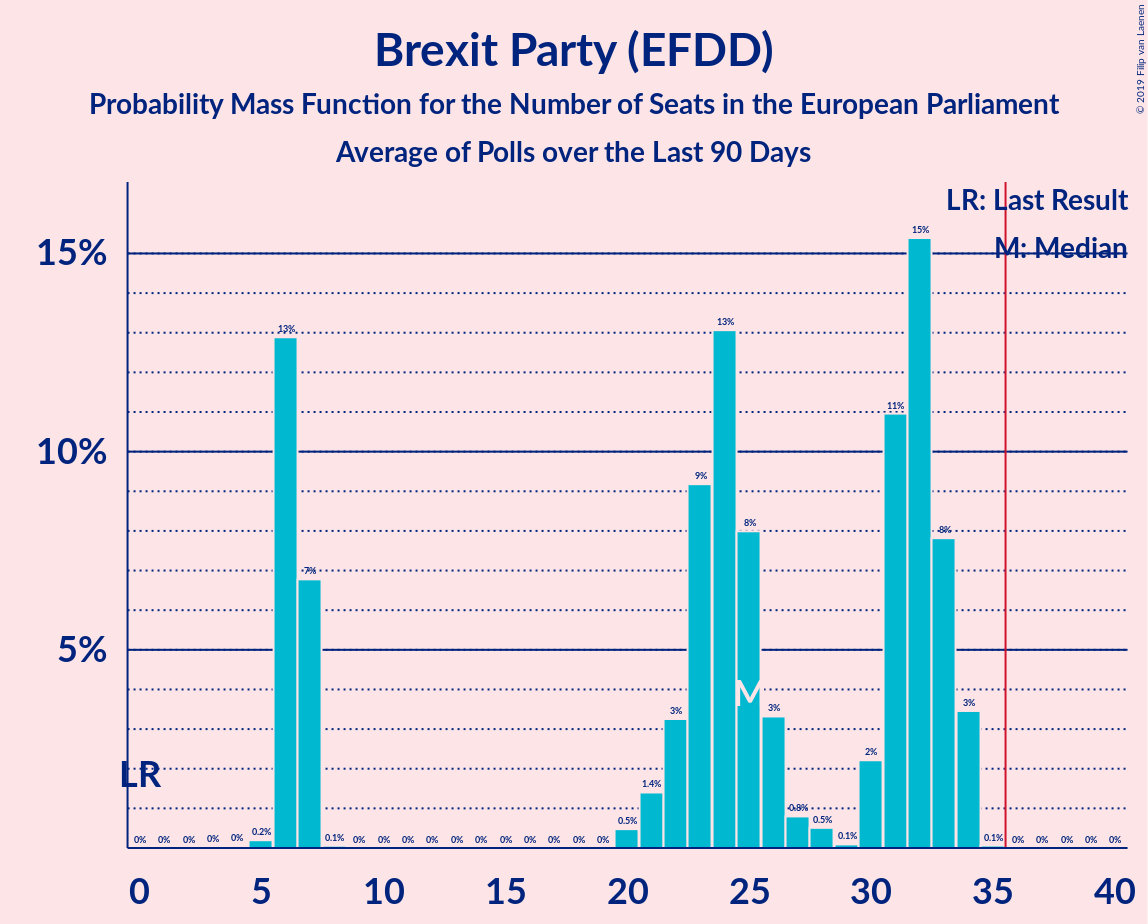 Brexit Party (EFDD)
Probability Mass Function for the Number of Seats in the European Parliament
Average of Polls over the Last 90 Days
© 2019 Filip van Laenen
LR: Last Result
M: Median
15%
10%
5%
LR
M
0% 0% 0% 0% 0% 0.2% 13% 7% 0.1% 0% 0% 0% 0% 0% 0% 0% 0% 0% 0% 0% 0.5% 1.4% 3% 9% 13% 8% 3% 0.8% 0.5% 0.1% 2% 11% 15% 8% 3% 0.1% 0% 0% 0% 0% 0%
0 5 10 15 20 25 30 35 40